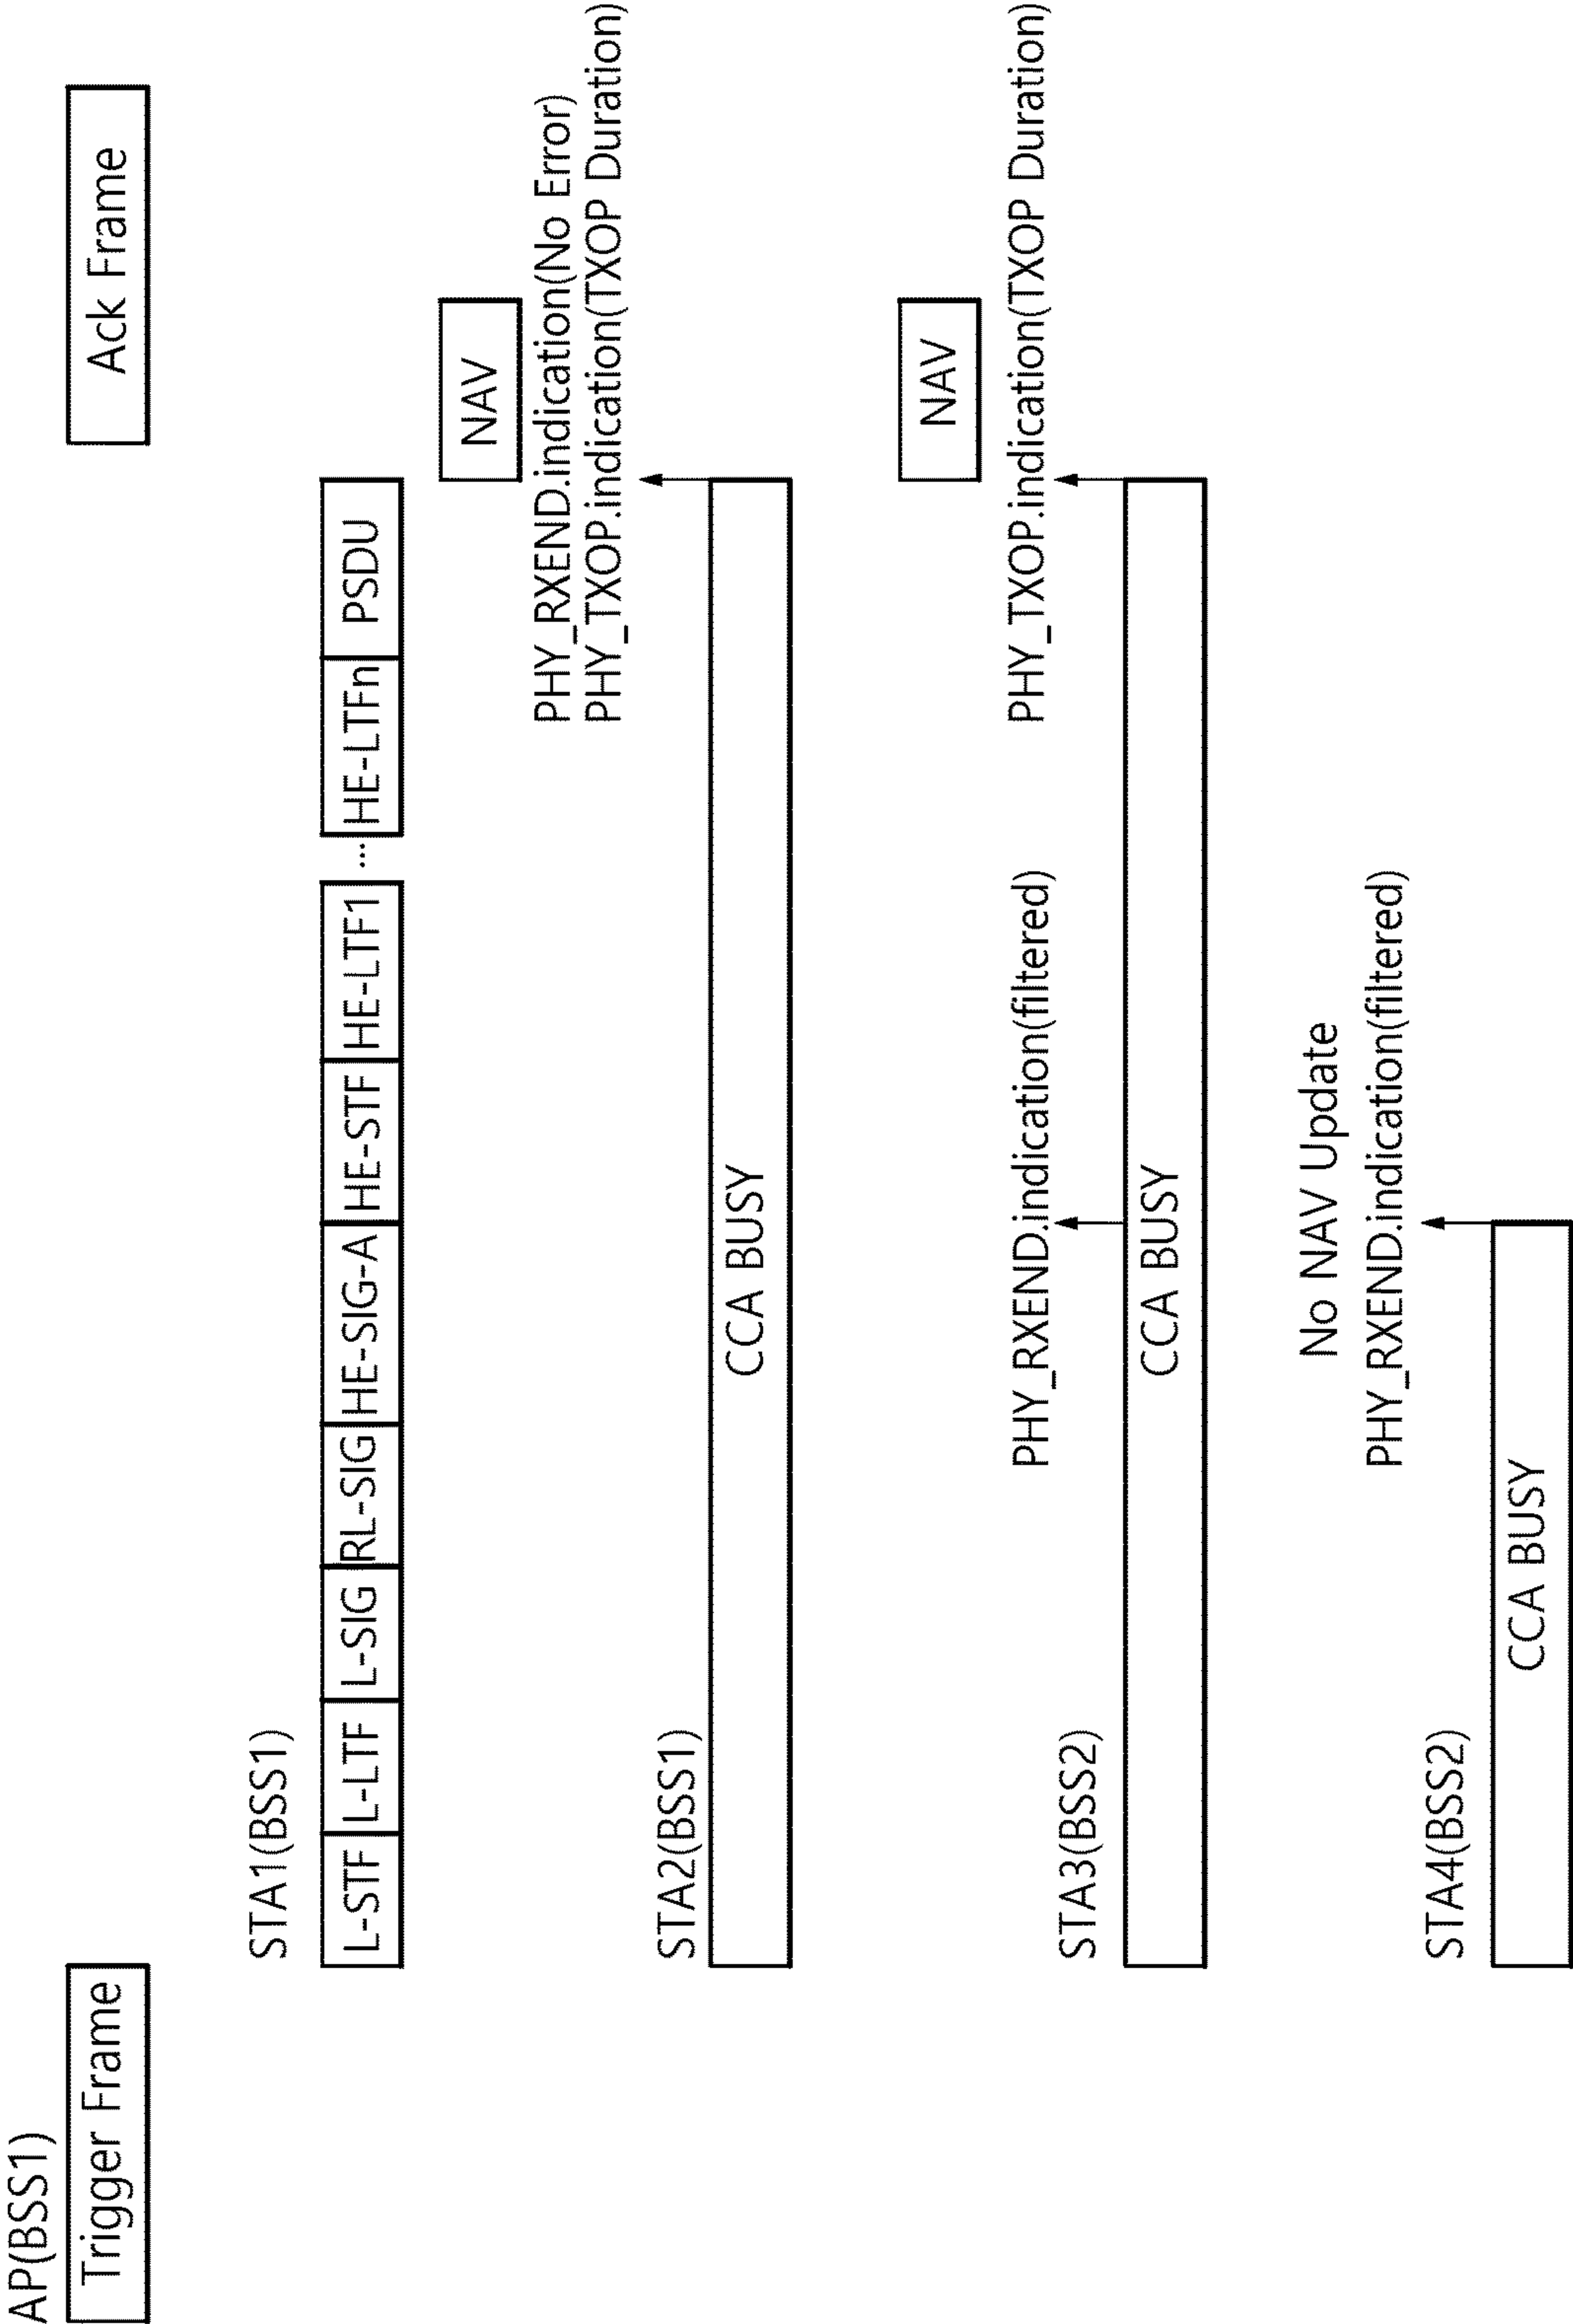 AP(BSS1)
Trigger Frame
Ack Frame
STA1(BSS1)
L-STF
L-LTF
L-SIG
RL-SIG
HE-SIG-A
HE-STF
HE-LTF1
...
HE-LTFn
PSDU
NAV
PHY_RXEND.indication(No Error)
PHY_TXOP.indication(TXOP Duration)
STA2(BSS1)
CCA BUSY
NAV
PHY_RXEND.indication(filtered)
PHY_TXOP.indication(TXOP Duration)
STA3(BSS2)
CCA BUSY
No NAV Update
PHY_RXEND.indication(filtered)
STA4(BSS2)
CCA BUSY